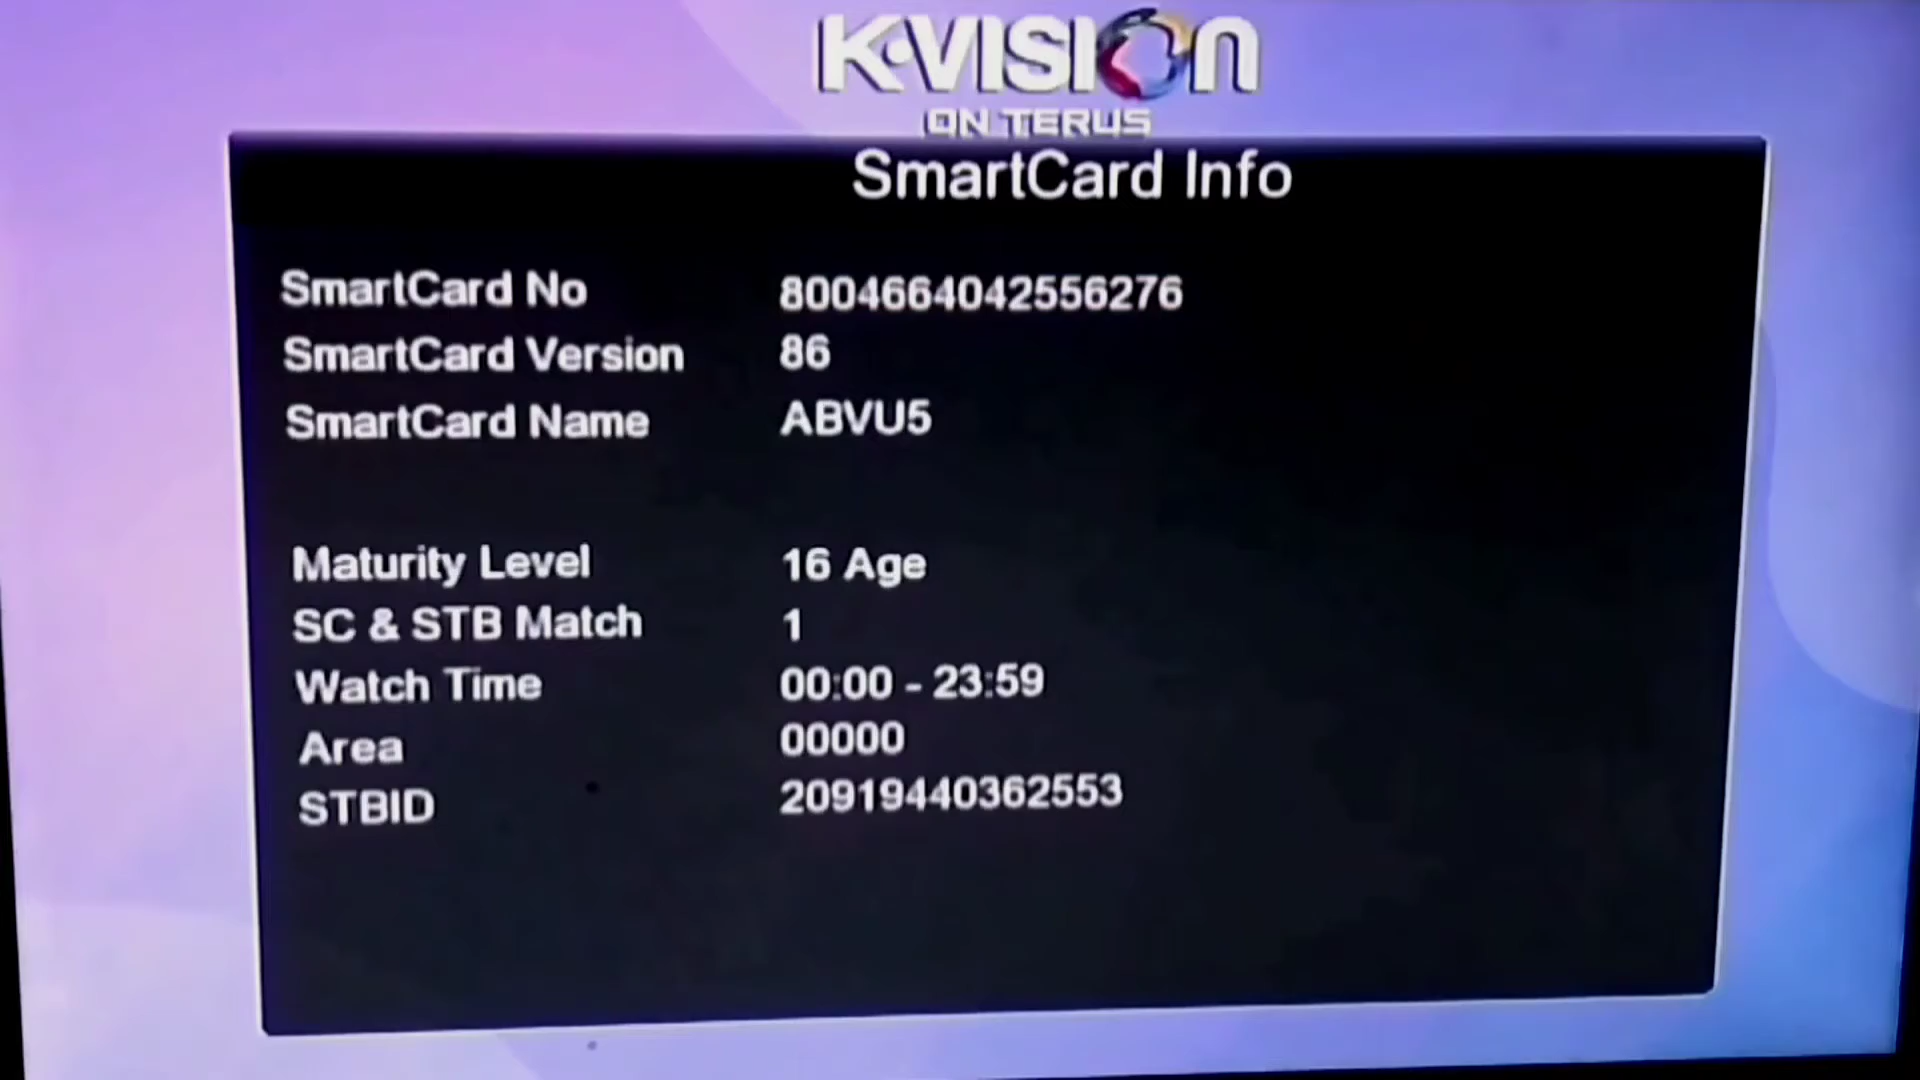 K-VISION
ON TERUS
SmartCard Info
SmartCard No 8004664042556276
SmartCard Version 86
SmartCard Name ABVU5
Maturity Level 16 Age
SC & STB Match 1
Watch Time 00:00 - 23:59
Area 00000
STBID 20919440362553